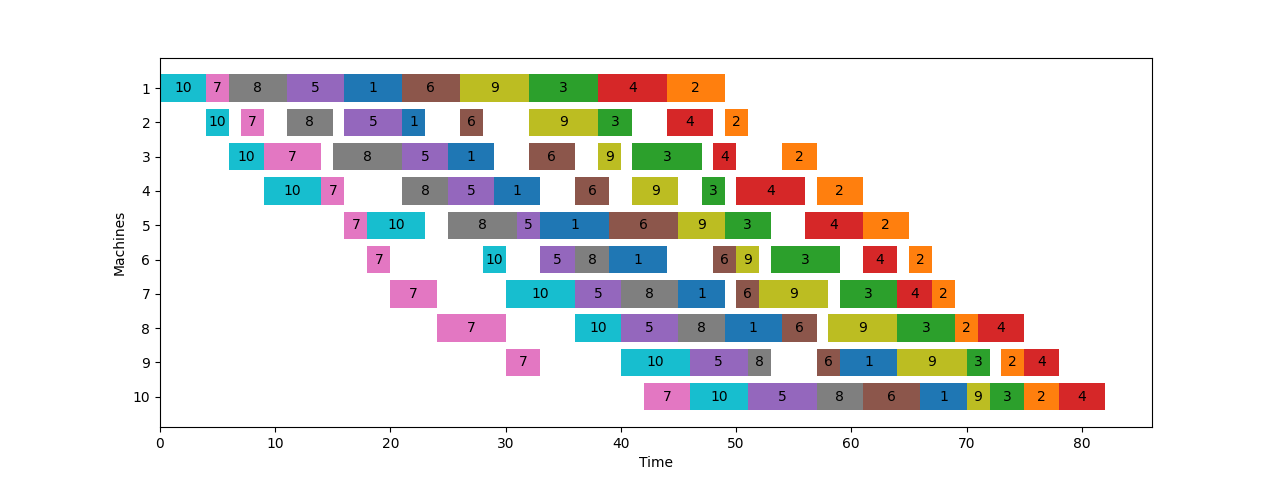 1 10 7 8 5 1 6 9 3 4 2
2 10 7 8 5 1 6 9 3 4 2
3 10 7 8 5 1 6 9 3 4 2
4 10 7 8 5 1 6 9 3 4 2
5 7 10 8 5 1 6 9 3 4 2
6 7 10 5 8 1 6 9 3 4 2
7 7 10 5 8 1 6 9 3 4 2
8 7 10 5 8 1 6 9 3 2 4
9 7 10 5 8 6 1 9 3 2 4
10 7 10 5 8 6 1 9 3 2 4
Machines
0 10 20 30 40 50 60 70 80
Time